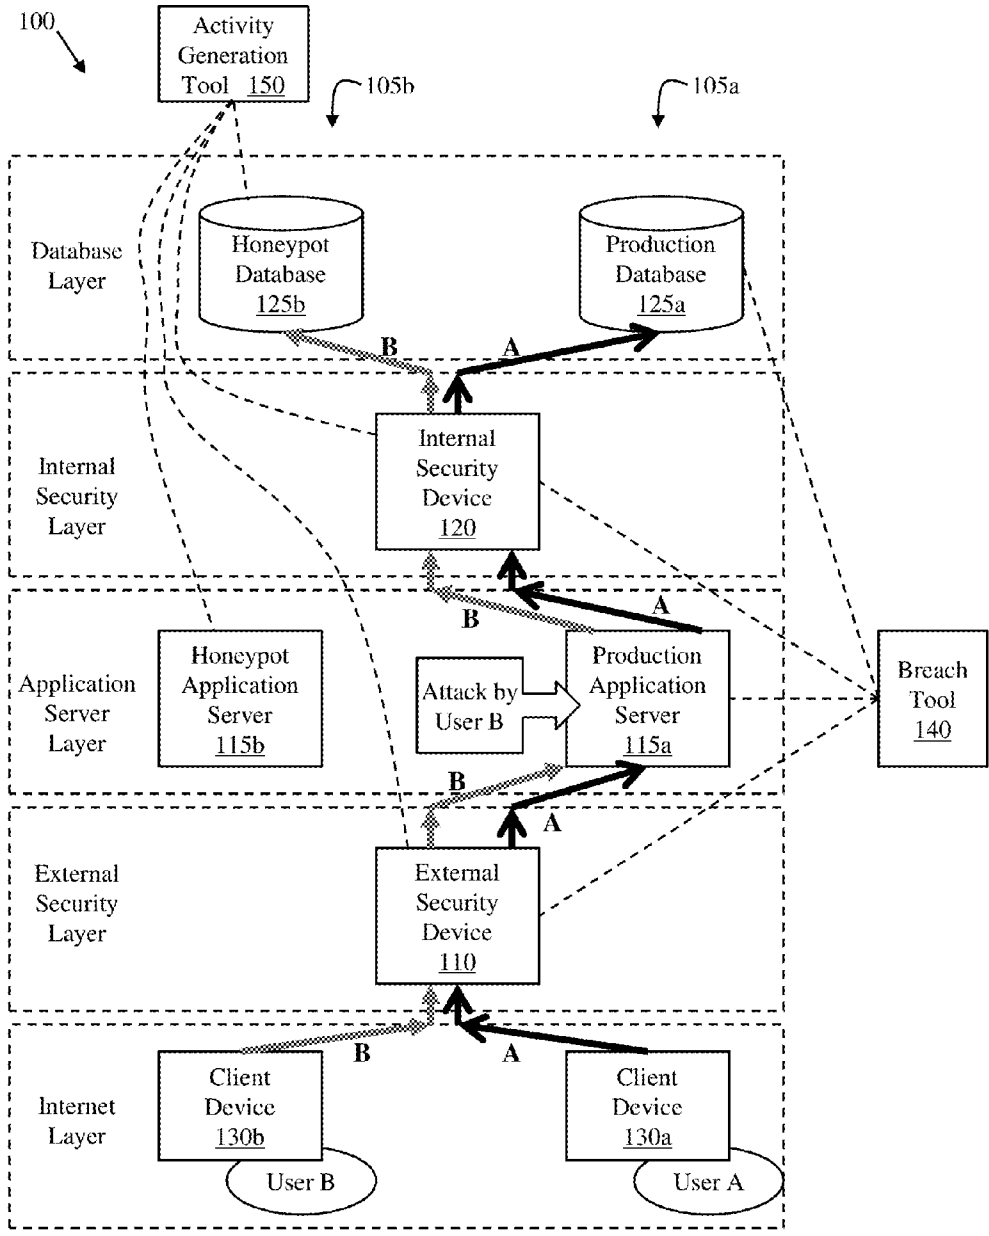 100
Activity
Generation
Tool 150
105b
105a
Database
Layer
Honeypot
Database
125b
Production
Database
125a
B
A
Internal
Security
Layer
Internal
Security
Device
120
B
A
Application
Server
Layer
Honeypot
Application
Server
115b
Attack by
User B
Production
Application
Server
115a
Breach
Tool
140
B
A
External
Security
Layer
External
Security
Device
110
B
A
Internet
Layer
Client
Device
130b
User B
Client
Device
130a
User A